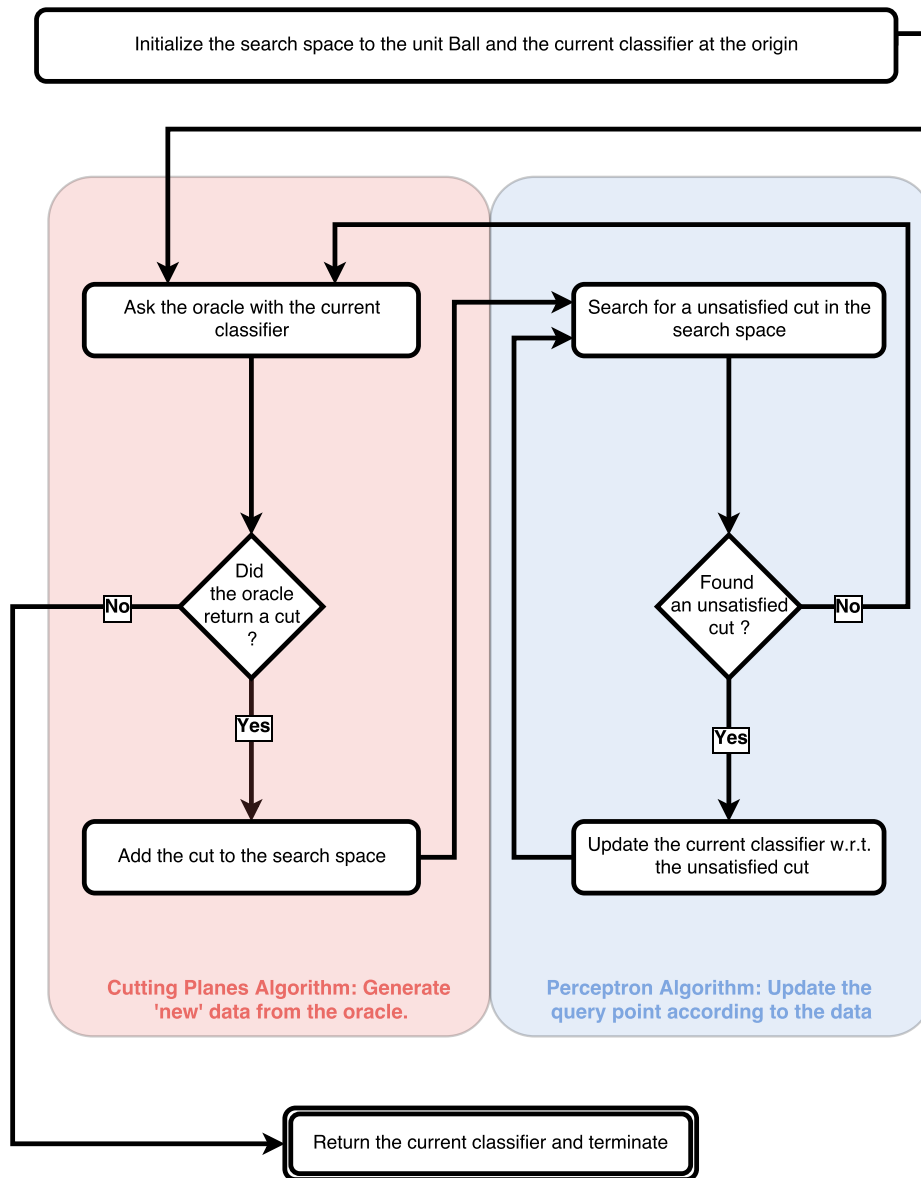 Initialize the search space to the unit Ball and the current classifier at the origin
Ask the oracle with the current
classifier
Search for a unsatisfied cut in the
search space
Did
the oracle
return a cut
?
Found
an unsatisfied
cut ?
No
No
Yes
Yes
Add the cut to the search space
Update the current classifier w.r.t.
the unsatisfied cut
Cutting Planes Algorithm: Generate
'new' data from the oracle.
Perceptron Algorithm: Update the
query point according to the data
Return the current classifier and terminate